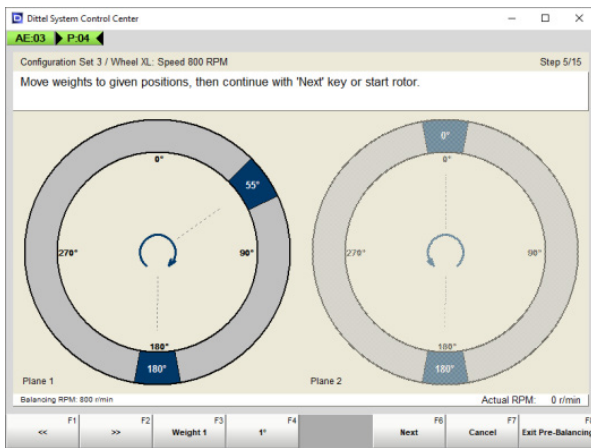 Dittel System Control Center
AE:03 P:04
Configuration Set 3 / Wheel XL: Speed 800 RPM Step 5/15
Move weights to given positions, then continue with 'Next' key or start rotor.
0°
55°
270° 90°
180°
180°
Plane 1
0°
0°
270° 90°
180°
180°
Plane 2
Balancing RPM: 800 r/min Actual RPM: 0 r/min
F1 F2 F3 F4 F6 F7 F8
<< >> Weight 1 1° Next Cancel Exit Pre-Balancing